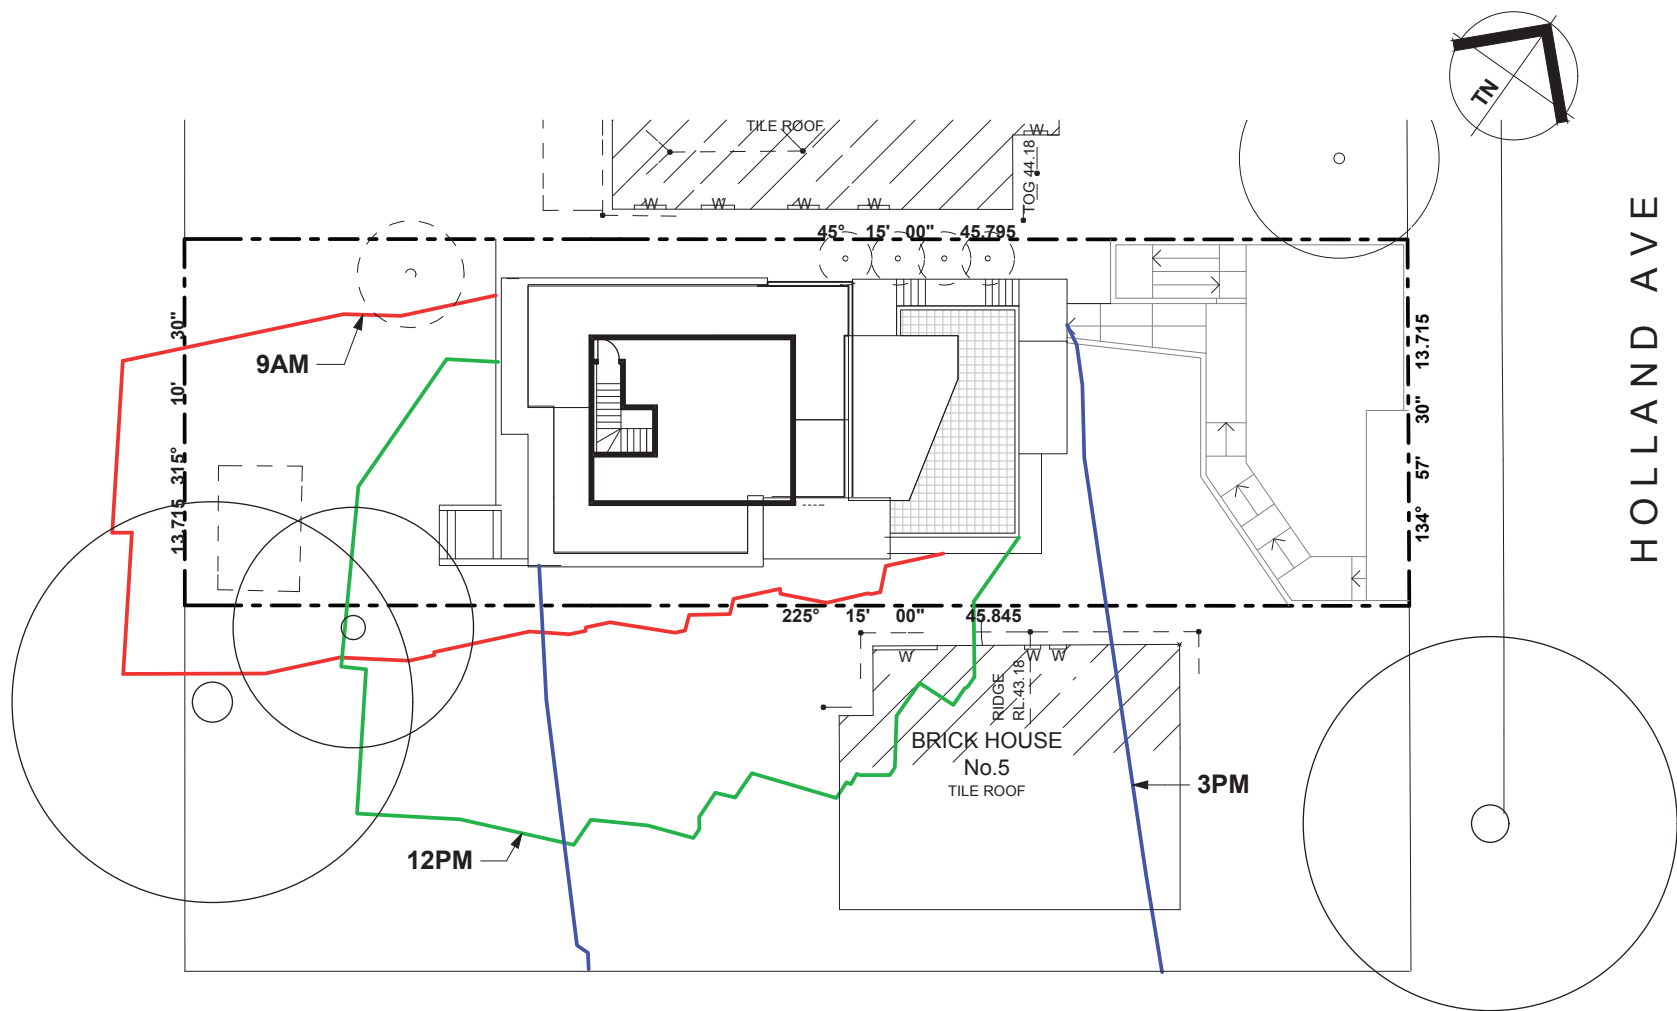 TN
TILE ROOF
W
TOG 44.18
W W W W
45° 15' 00" 45.795
HOLLAND AVE
9AM
13.715 315° 10' 30"
134° 57' 30" 13.715
225° 15' 00" 45.845
W W W
RIDGE
RL.43.18
BRICK HOUSE
No.5
TILE ROOF
3PM
12PM